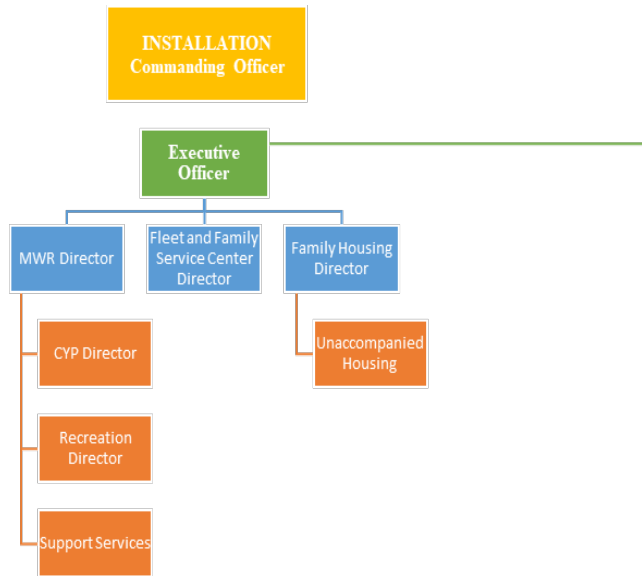 INSTALLATION
Commanding Officer
Executive
Officer
MWR Director
Fleet and Family
Service Center
Director
Family Housing
Director
CYP Director
Unaccompanied
Housing
Recreation
Director
Support Services